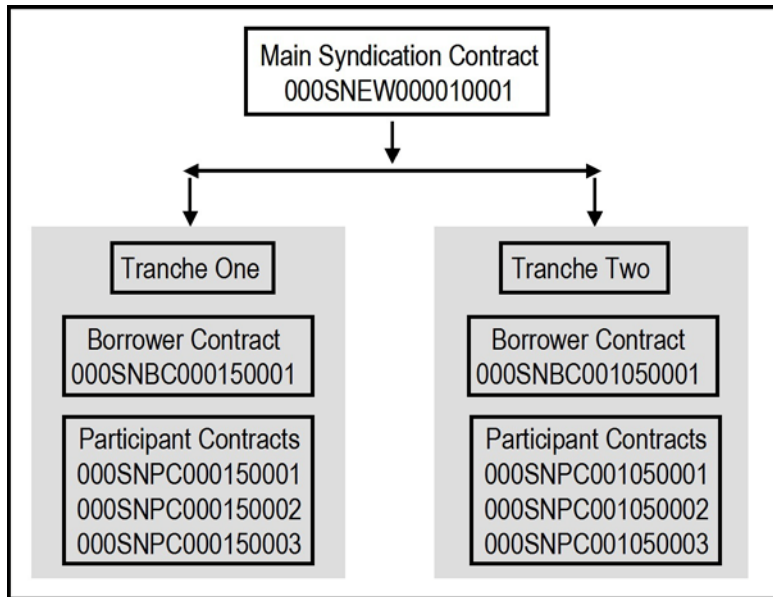 Main Syndication Contract
000SNEW000010001
Tranche One
Borrower Contract
000SNBC000150001
Participant Contracts
000SNPC000150001
000SNPC000150002
000SNPC000150003
Tranche Two
Borrower Contract
000SNBC001050001
Participant Contracts
000SNPC001050001
000SNPC001050002
000SNPC001050003